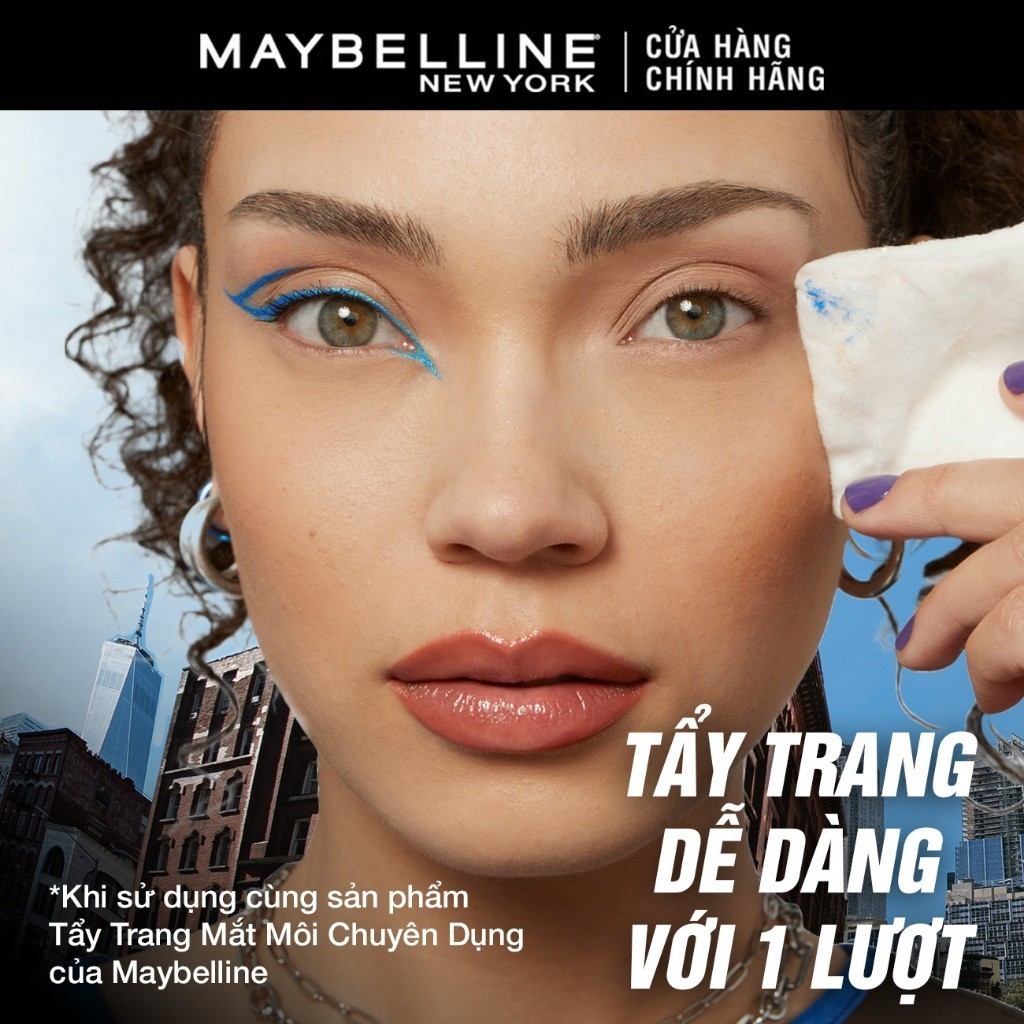 MAYBELLINE
NEW YORK
CỬA HÀNG
CHÍNH HÃNG
TẨY TRANG
DỄ DÀNG
VỚI 1 LƯỢT
*Khi sử dụng cùng sản phẩm
Tẩy Trang Mắt Môi Chuyên Dụng
của Maybelline